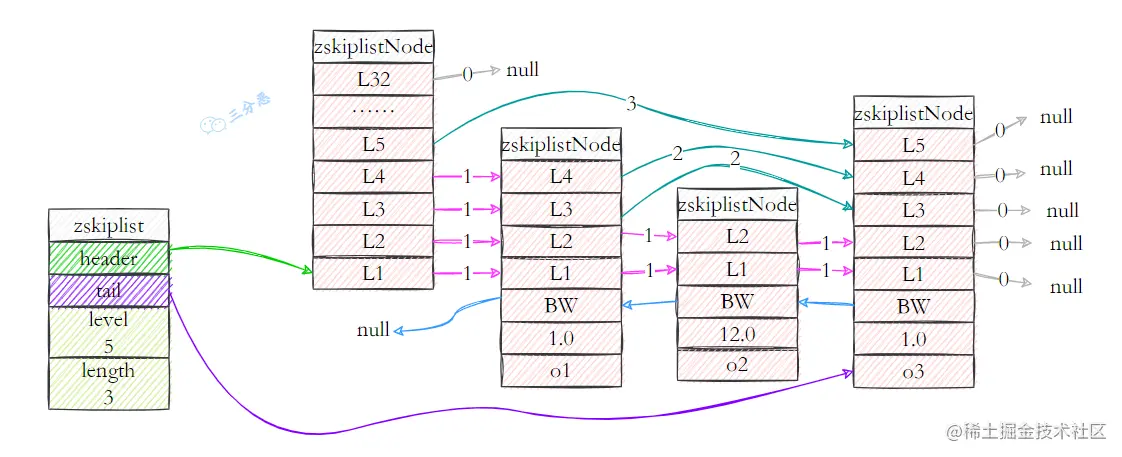 zskiplistNode
L32
0
null
……
L5
L4
1
L3
1
L2
1
L1
1
三分恶
3
zskiplistNode
L4
2
L3
2
L2
1
L1
1
BW
null
1.0
o1
zskiplistNode
L2
1
L1
1
BW
12.0
o2
zskiplistNode
L5
0
null
L4
0
null
L3
0
null
L2
0
null
L1
0
null
BW
1.0
o3
zskiplist
header
tail
level
5
length
3
@稀土掘金技术社区